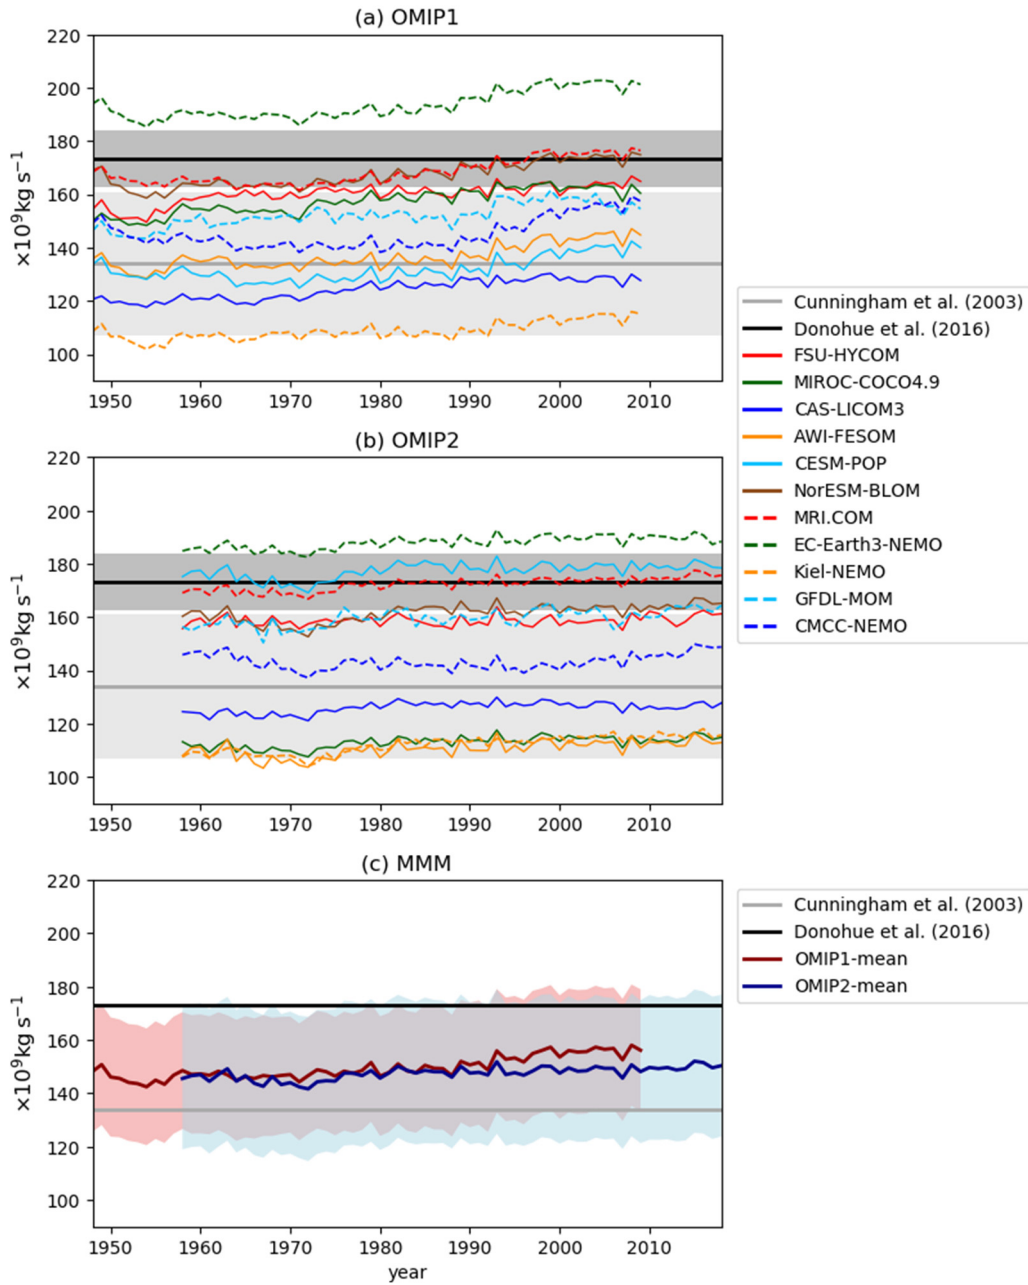 (a) OMIP1
220
200
180
160
140
120
100
×10⁹kg s⁻¹
1950 1960 1970 1980 1990 2000 2010
Cunningham et al. (2003)
Donohue et al. (2016)
FSU-HYCOM
MIROC-COCO4.9
CAS-LICOM3
AWI-FESOM
CESM-POP
NorESM-BLOM
MRI.COM
EC-Earth3-NEMO
Kiel-NEMO
GFDL-MOM
CMCC-NEMO
(b) OMIP2
220
200
180
160
140
120
100
×10⁹kg s⁻¹
1950 1960 1970 1980 1990 2000 2010
(c) MMM
220
200
180
160
140
120
100
×10⁹kg s⁻¹
1950 1960 1970 1980 1990 2000 2010
year
Cunningham et al. (2003)
Donohue et al. (2016)
OMIP1-mean
OMIP2-mean